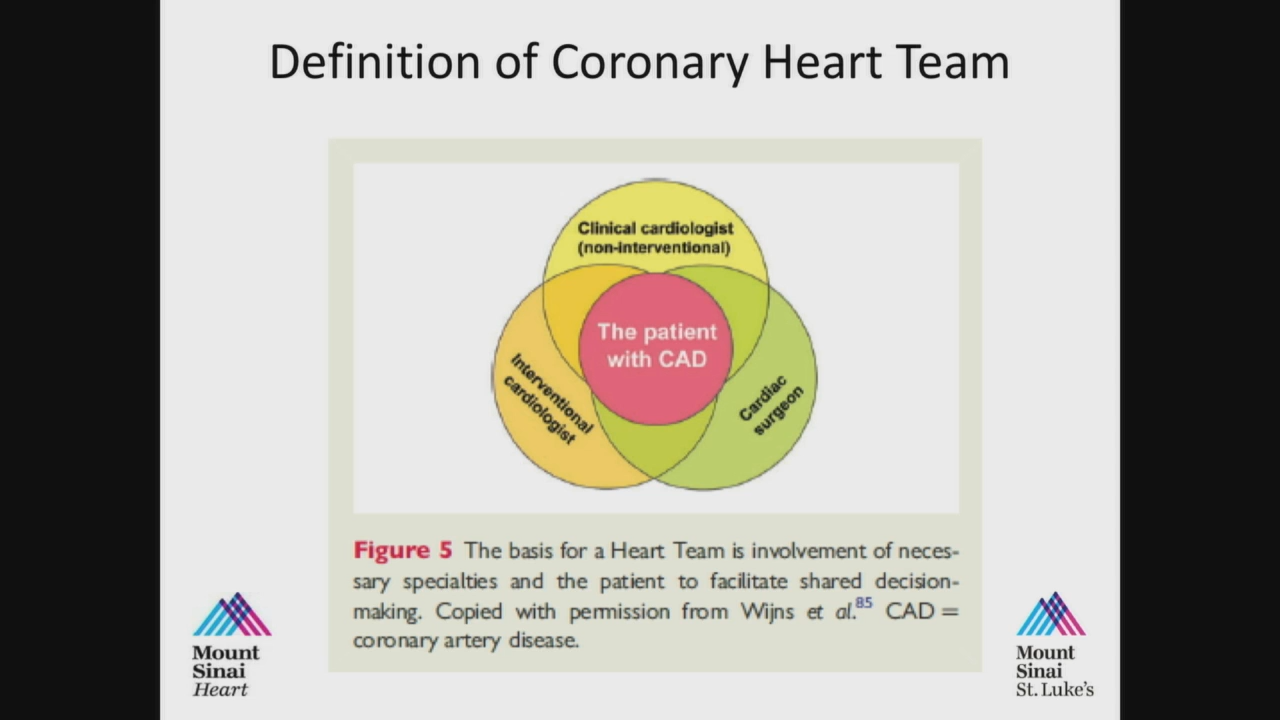 Definition of Coronary Heart Team
Clinical cardiologist
(non-interventional)
The patient
with CAD
Interventional
cardiologist
Cardiac
surgeon
Figure 5 The basis for a Heart Team is involvement of neces-
sary specialties and the patient to facilitate shared decision-
making. Copied with permission from Wijns et al.85 CAD =
coronary artery disease.
Mount
Sinai
Heart
Mount
Sinai
St. Luke's